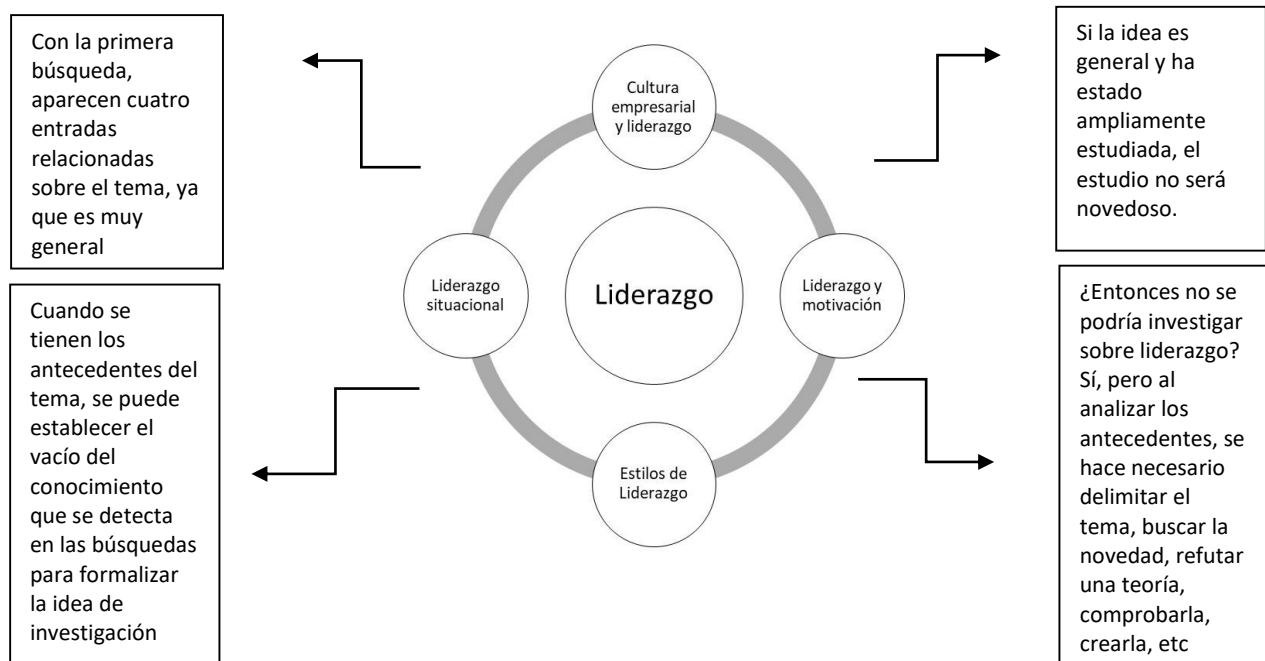 Con la primera
búsqueda,
aparecen cuatro
entradas
relacionadas
sobre el tema, ya
que es muy
general
Cuando se
tienen los
antecedentes del
tema, se puede
establecer el
vacío del
conocimiento
que se detecta
en las búsquedas
para formalizar
la idea de
investigación
Cultura
empresarial
y liderazgo
Liderazgo
situacional
Liderazgo
Liderazgo y
motivación
Estilos de
Liderazgo
Si la idea es
general y ha
estado
ampliamente
estudiada, el
estudio no será
novedoso.
¿Entonces no se
podría investigar
sobre liderazgo?
Sí, pero al
analizar los
antecedentes, se
hace necesario
delimitar el
tema, buscar la
novedad, refutar
una teoría,
comprobarla,
crearla, etc